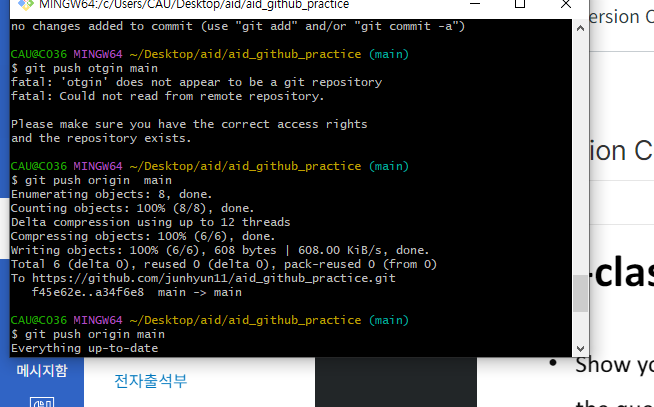 MINGW64:/c/Users/CAU/Desktop/aid/aid_github_practice
no changes added to commit (use "git add" and/or "git commit -a")
CAU@CO36 MINGW64 ~/Desktop/aid/aid_github_practice (main)
$ git push otgin main
fatal: 'otgin' does not appear to be a git repository
fatal: Could not read from remote repository.
Please make sure you have the correct access rights
and the repository exists.
CAU@CO36 MINGW64 ~/Desktop/aid/aid_github_practice (main)
$ git push origin  main
Enumerating objects: 8, done.
Counting objects: 100% (8/8), done.
Delta compression using up to 12 threads
Compressing objects: 100% (6/6), done.
Writing objects: 100% (6/6), 608 bytes | 608.00 KiB/s, done.
Total 6 (delta 0), reused 0 (delta 0), pack-reused 0 (from 0)
To https://github.com/junhyun11/aid_github_practice.git
   f45e62e..a34f6e8  main -> main
CAU@CO36 MINGW64 ~/Desktop/aid/aid_github_practice (main)
$ git push origin main
Everything up-to-date
메시지함
전자출석부
ersion C
ion C
-clas
• Show yo